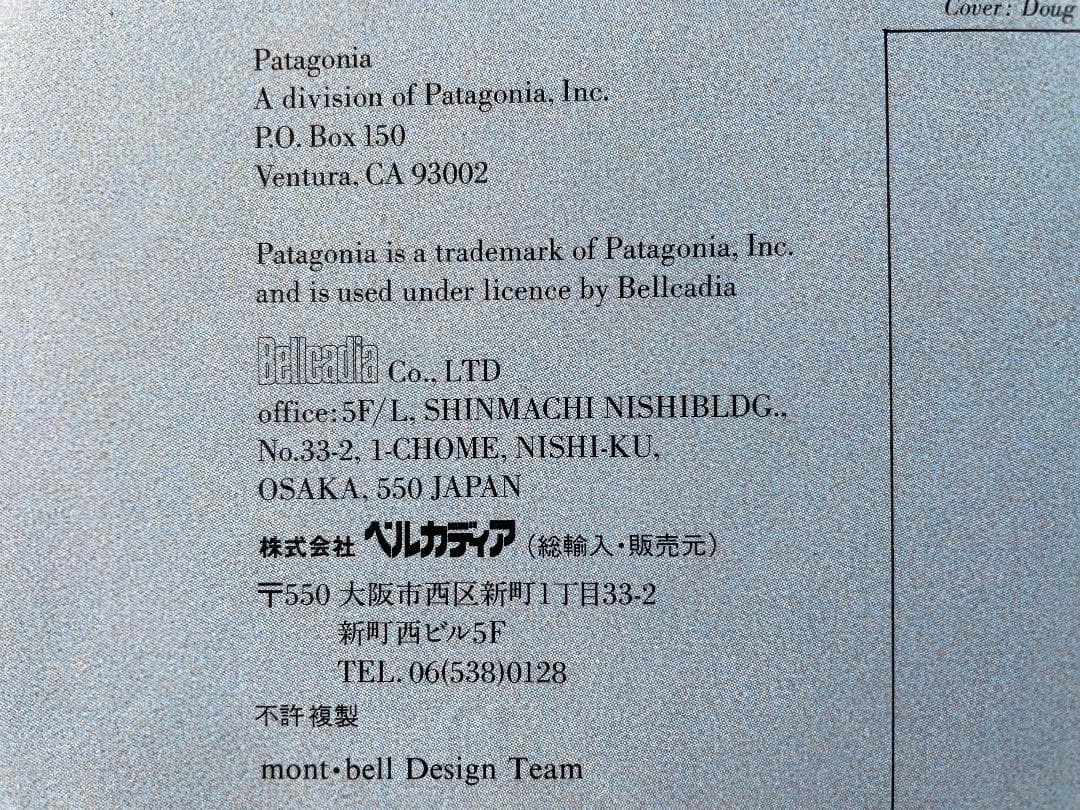 Cover: Doug
Patagonia
A division of Patagonia, Inc.
P.O. Box 150
Ventura, CA 93002
Patagonia is a trademark of Patagonia, Inc.
and is used under licence by Bellcadia
Bellcadia Co., LTD
office: 5F/L, SHINMACHI NISHIBLDG.,
No.33-2, 1-CHOME, NISHI-KU,
OSAKA, 550 JAPAN
株式会社 ベルカディア (総輸入・販売元)
〒550 大阪市西区新町1丁目33-2
新町西ビル5F
TEL. 06(538)0128
不許複製
mont・bell Design Team